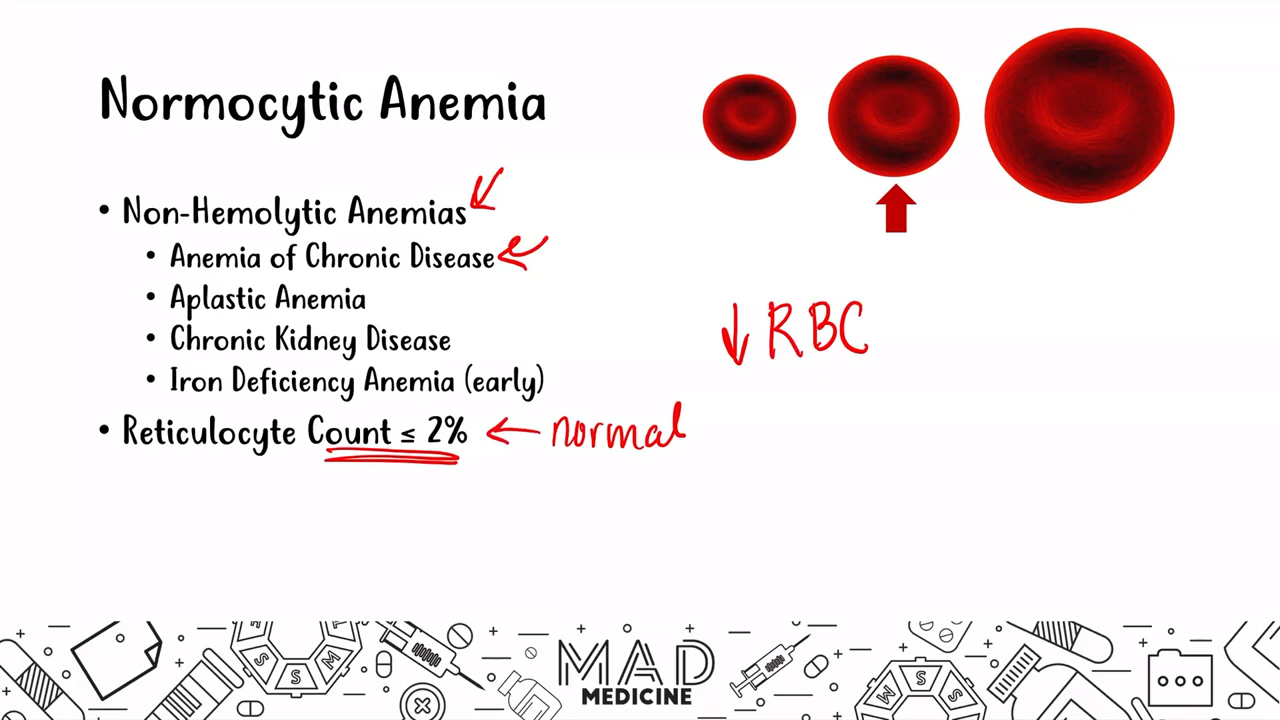 Normocytic Anemia
• Non-Hemolytic Anemias
• Anemia of Chronic Disease
• Aplastic Anemia
• Chronic Kidney Disease
• Iron Deficiency Anemia (early)
• Reticulocyte Count ≤ 2% ← normal
↓ RBC
MAD
MEDICINE
S
S
M
M
S
S